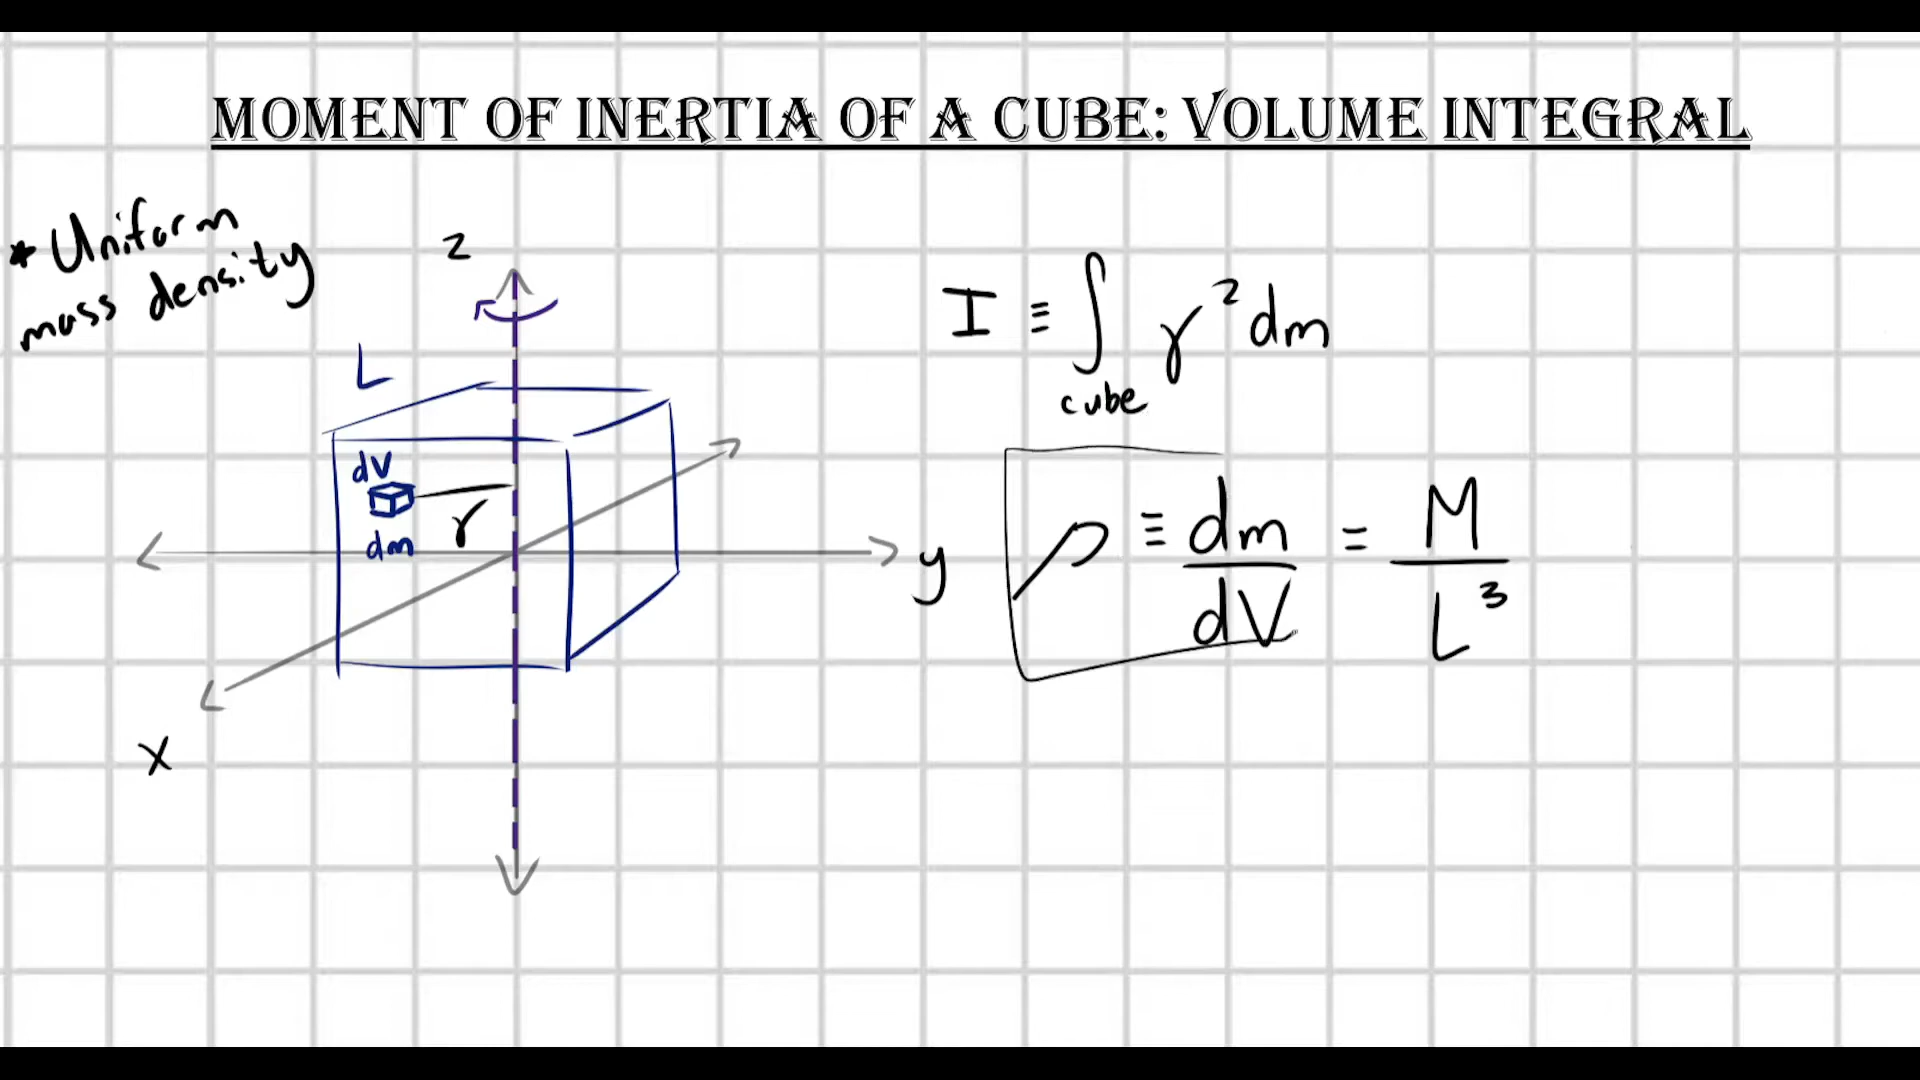 MOMENT OF INERTIA OF A CUBE: VOLUME INTEGRAL
* Uniform
mass density
z
L
dV
dm
r
y
x
I ≡ ∫ r² dm
cube
ρ ≡ dm/dV = M/L³